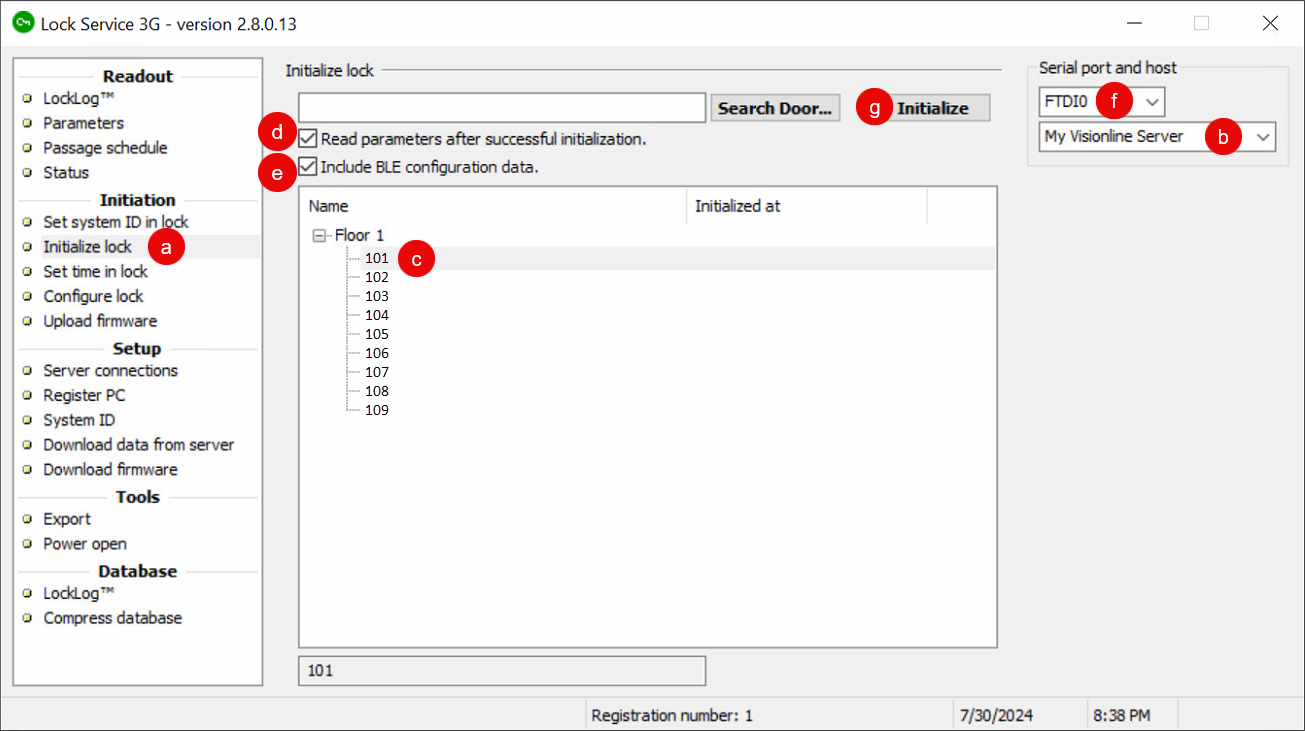 Lock Service 3G - version 2.8.0.13
Readout
LockLog™
Parameters
Passage schedule
Status
Initiation
Set system ID in lock
Initialize lock a
Set time in lock
Configure lock
Upload firmware
Setup
Server connections
Register PC
System ID
Download data from server
Download firmware
Tools
Export
Power open
Database
LockLog™
Compress database
Initialize lock
Search Door... g Initialize
d Read parameters after successful initialization.
e Include BLE configuration data.
Name Initialized at
Floor 1
101 c
102
103
104
105
106
107
108
109
101
Serial port and host
FTDI0 f
My Visionline Server b
Registration number: 1 7/30/2024 8:38 PM